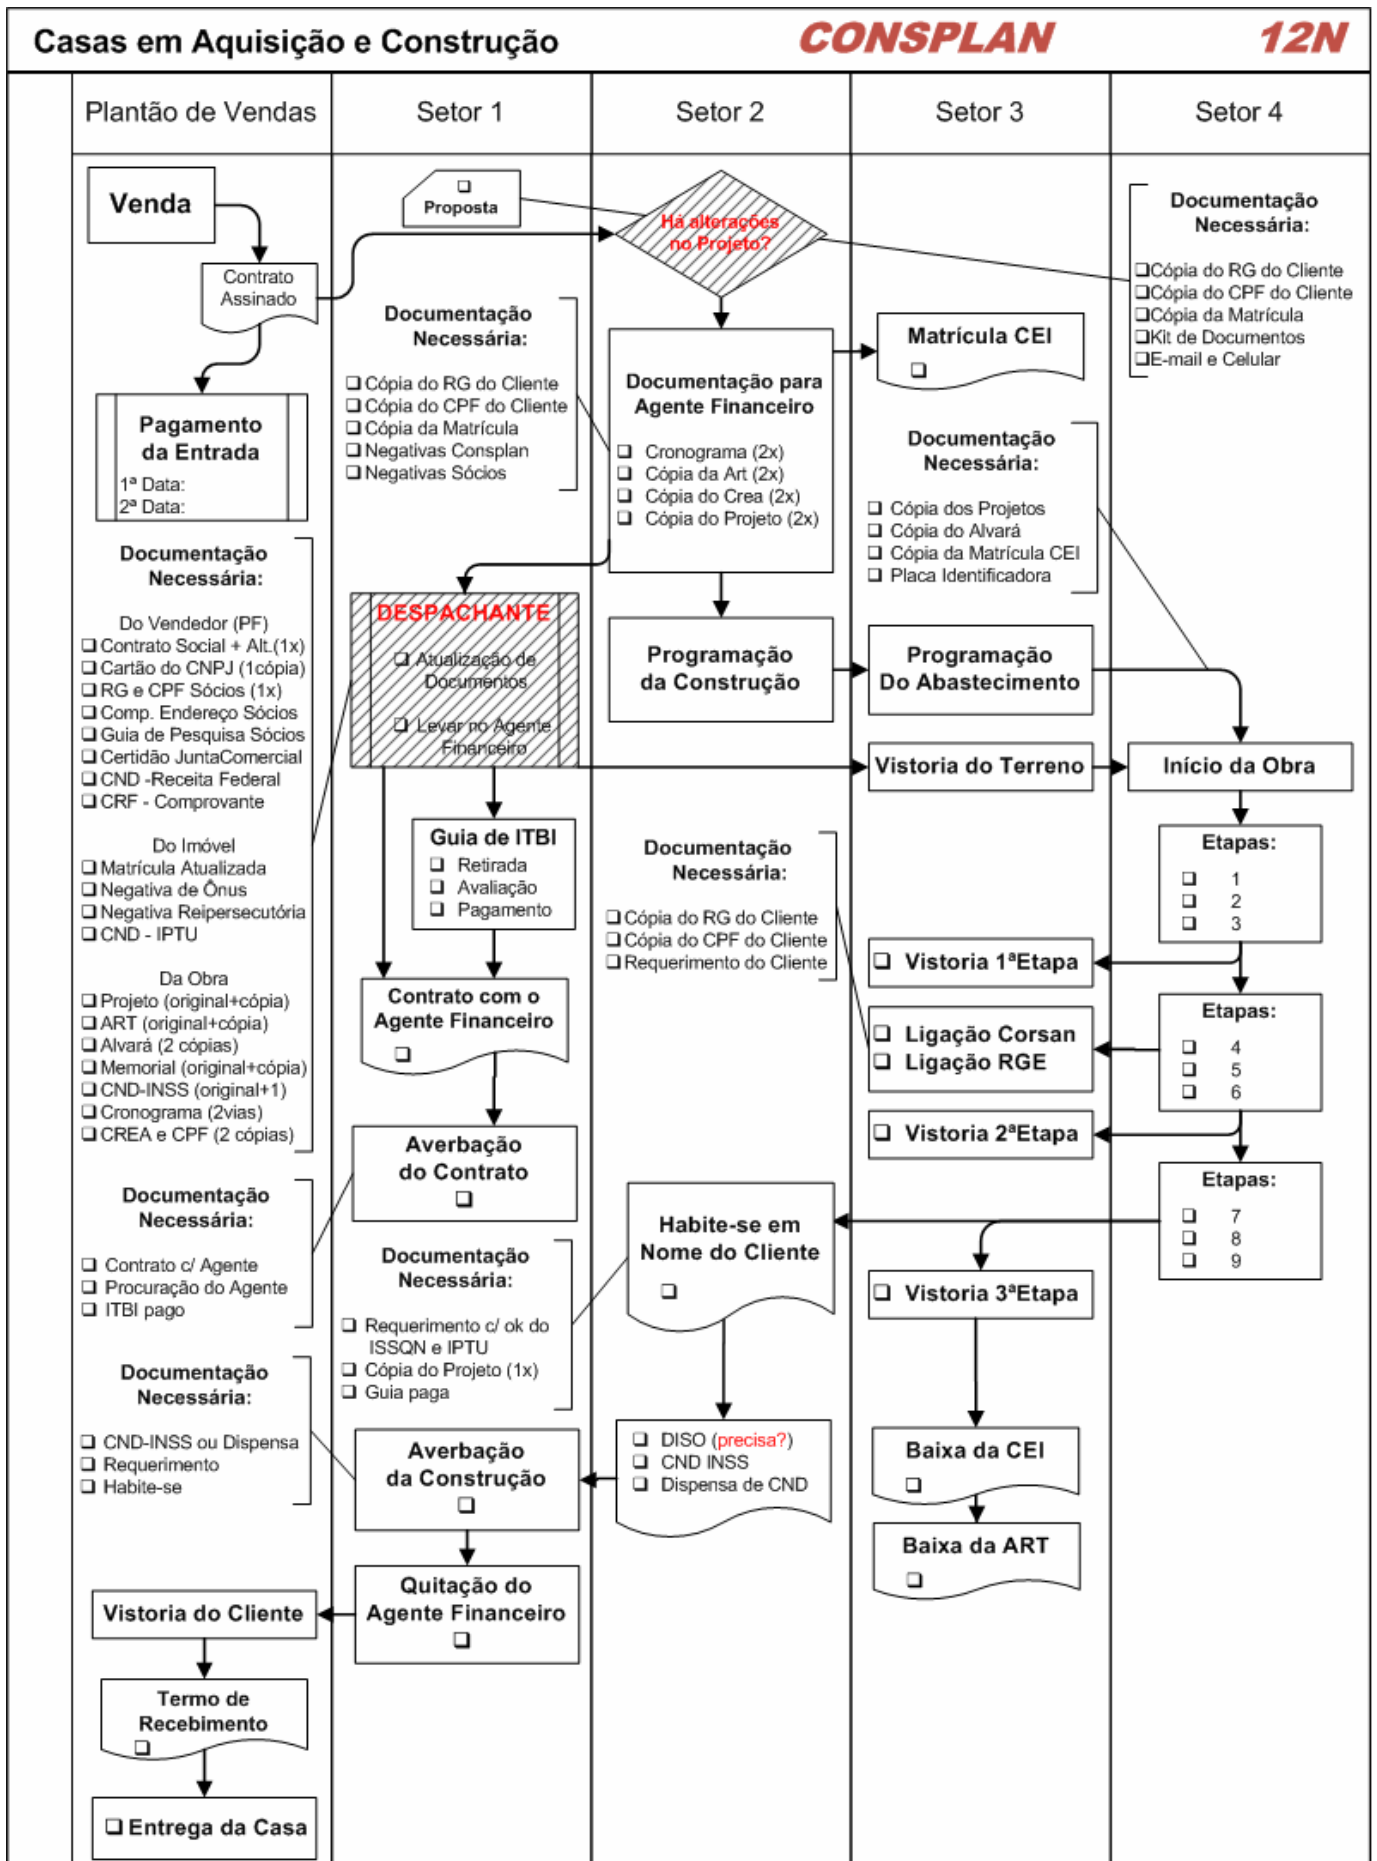 Casas em Aquisição e Construção
CONSPLAN
12N
Plantão de Vendas
Setor 1
Setor 2
Setor 3
Setor 4
Venda
Contrato
Assinado
Pagamento
da Entrada
1ª Data:
2ª Data:
Documentação
Necessária:
Do Vendedor (PF)
Contrato Social + Alt.(1x)
Cartão do CNPJ (1cópia)
RG e CPF Sócios (1x)
Comp. Endereço Sócios
Guia de Pesquisa Sócios
Certidão JuntaComercial
CND -Receita Federal
CRF - Comprovante
Do Imóvel
Matrícula Atualizada
Negativa de Ônus
Negativa Reipersecutória
CND - IPTU
Da Obra
Projeto (original+cópia)
ART (original+cópia)
Alvará (2 cópias)
Memorial (original+cópia)
CND-INSS (original+1)
Cronograma (2vias)
CREA e CPF (2 cópias)
Documentação
Necessária:
Contrato c/ Agente
Procuração do Agente
ITBI pago
Documentação
Necessária:
CND-INSS ou Dispensa
Requerimento
Habite-se
Vistoria do Cliente
Termo de
Recebimento
Entrega da Casa
Proposta
Documentação
Necessária:
Cópia do RG do Cliente
Cópia do CPF do Cliente
Cópia da Matrícula
Negativas Consplan
Negativas Sócios
DESPACHANTE
Atualização de
Documentos
Levar no Agente
Financeiro
Guia de ITBI
Retirada
Avaliação
Pagamento
Contrato com o
Agente Financeiro
Averbação
do Contrato
Documentação
Necessária:
Requerimento c/ ok do
ISSQN e IPTU
Cópia do Projeto (1x)
Guia paga
Averbação
da Construção
Quitação do
Agente Financeiro
Há alterações
no Projeto?
Documentação para
Agente Financeiro
Cronograma (2x)
Cópia da Art (2x)
Cópia do Crea (2x)
Cópia do Projeto (2x)
Programação
da Construção
Documentação
Necessária:
Cópia do RG do Cliente
Cópia do CPF do Cliente
Requerimento do Cliente
Habite-se em
Nome do Cliente
DISO (precisa?)
CND INSS
Dispensa de CND
Matrícula CEI
Documentação
Necessária:
Cópia dos Projetos
Cópia do Alvará
Cópia da Matrícula CEI
Placa Identificadora
Programação
Do Abastecimento
Vistoria do Terreno
Vistoria 1ªEtapa
Ligação Corsan
Ligação RGE
Vistoria 2ªEtapa
Vistoria 3ªEtapa
Baixa da CEI
Baixa da ART
Documentação
Necessária:
Cópia do RG do Cliente
Cópia do CPF do Cliente
Cópia da Matrícula
Kit de Documentos
E-mail e Celular
Início da Obra
Etapas:
1
2
3
Etapas:
4
5
6
Etapas:
7
8
9